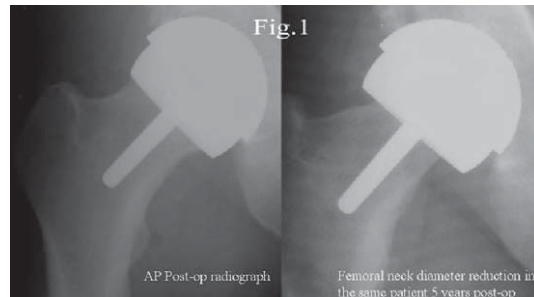 Fig.1
AP Post-op radiograph
Femoral neck diameter reduction in
the same patient 5 years post-op